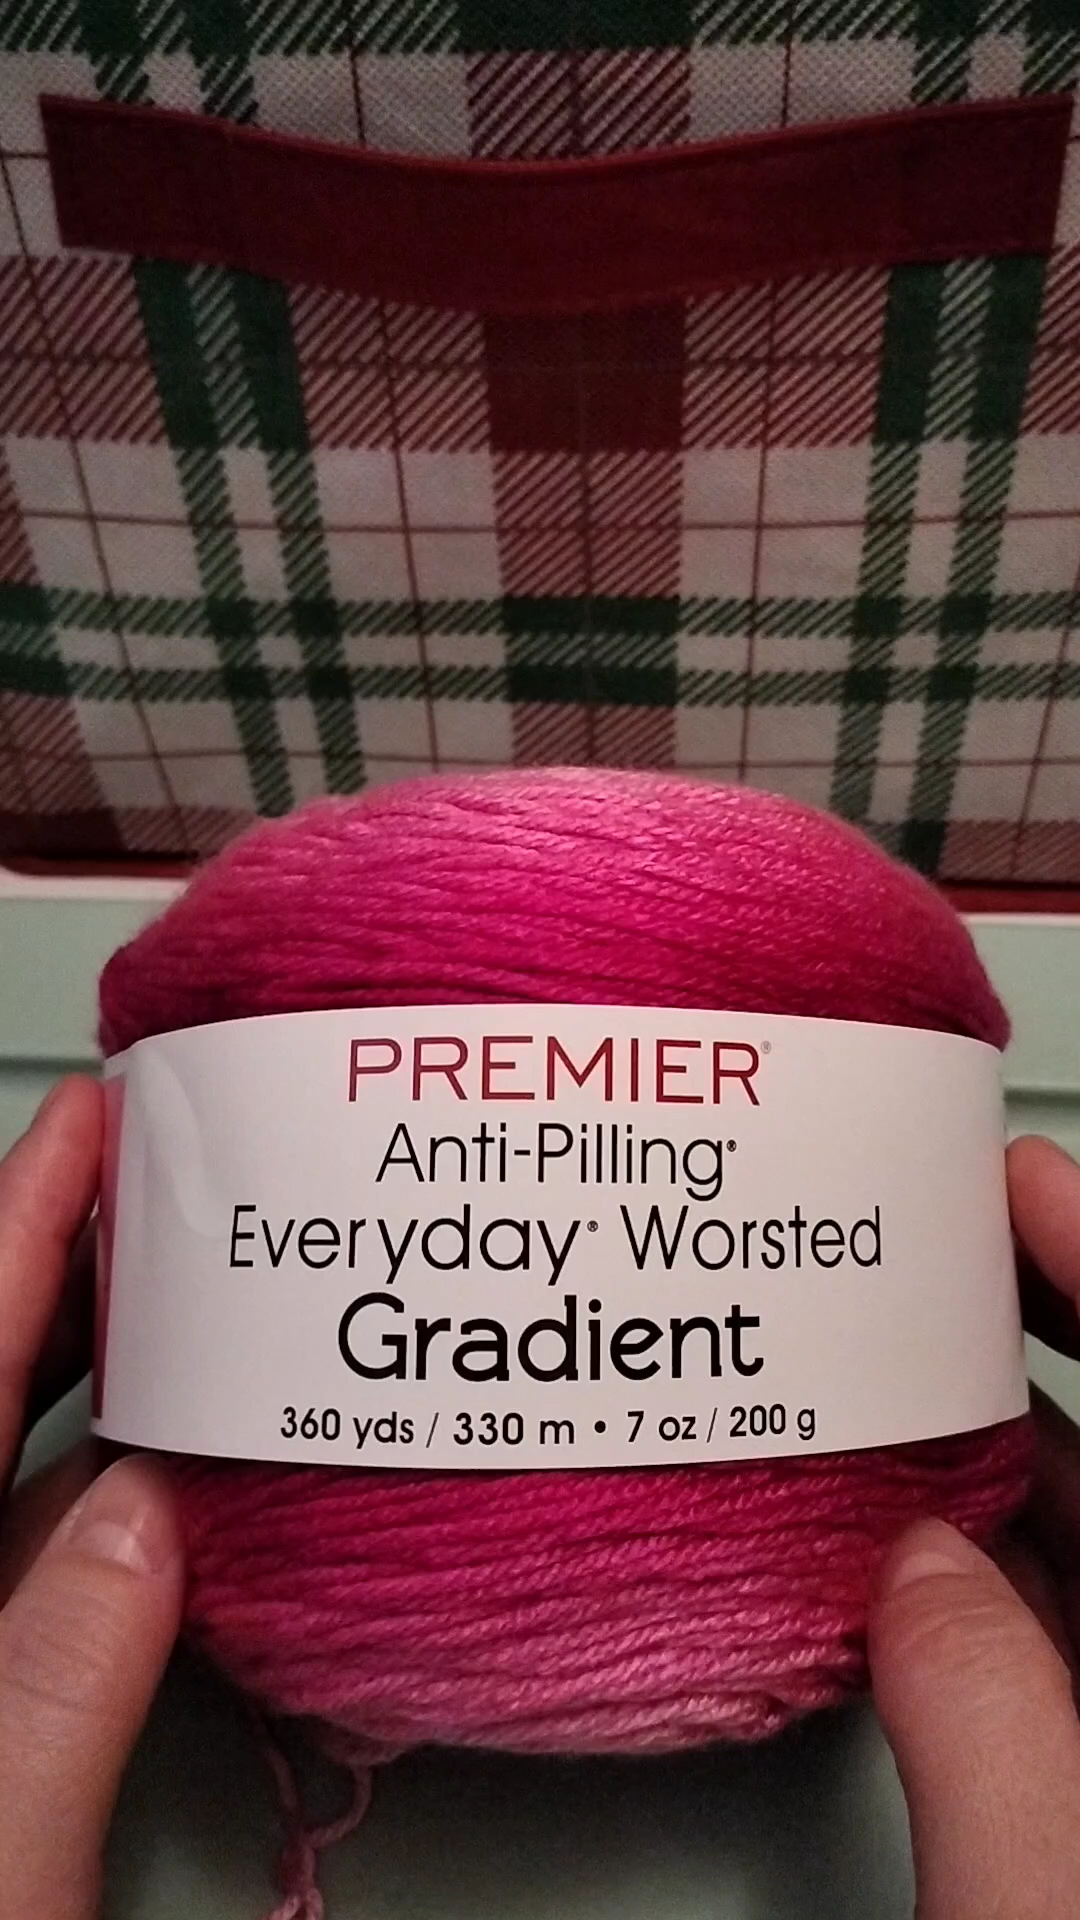 PREMIER®
Anti-Pilling®
Everyday® Worsted
Gradient
360 yds / 330 m • 7 oz / 200 g